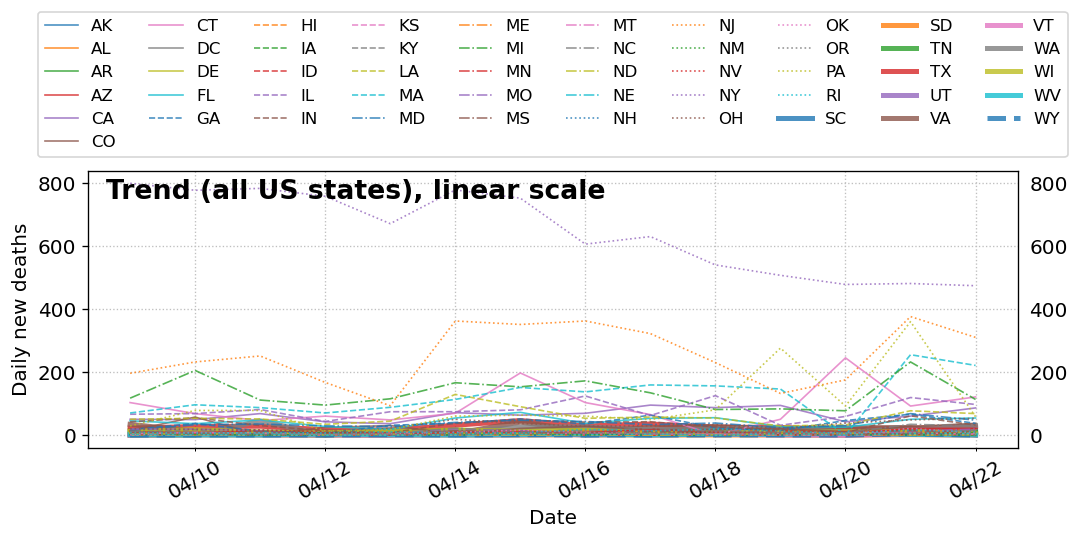 AK CT HI KS ME MT NJ OK SD VT
AL DC IA KY MI NC NM OR TN WA
AR DE ID LA MN ND NV PA TX WI
AZ FL IL MA MO NE NY RI UT WV
CA GA IN MD MS NH OH SC VA WY
CO
Trend (all US states), linear scale
800 800
600 600
400 400
200 200
0 0
Daily new deaths
04/10 04/12 04/14 04/16 04/18 04/20 04/22
Date